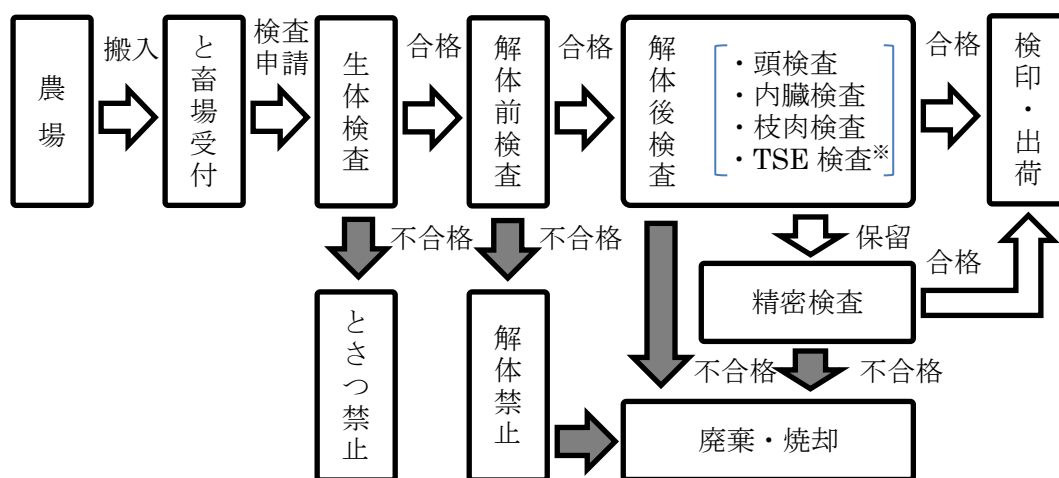 農場
搬入
と畜場受付
検査
申請
生体検査
合格
解体前検査
合格
解体後検査
・頭検査
・内臓検査
・枝肉検査
・TSE 検査※
合格
検印・出荷
不合格
不合格
保留
合格
とさつ禁止
解体禁止
精密検査
不合格
不合格
廃棄・焼却